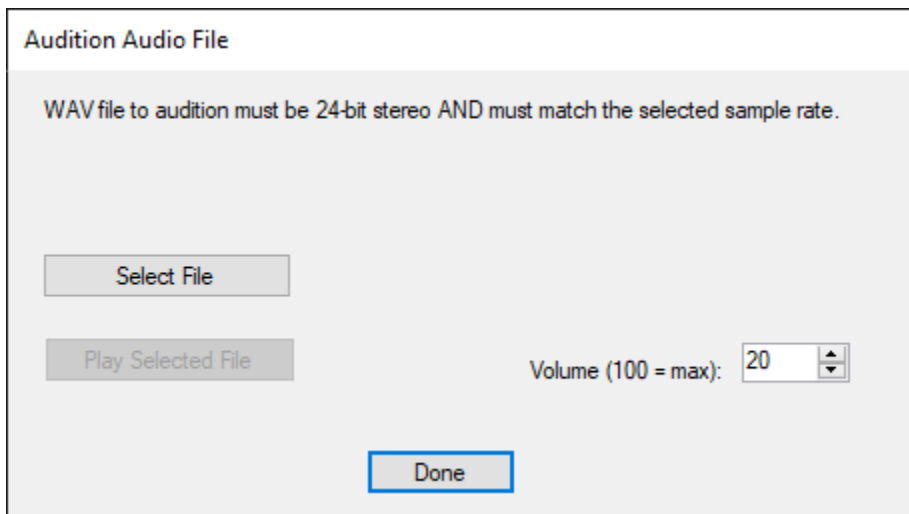 Audition Audio File
WAV file to audition must be 24-bit stereo AND must match the selected sample rate.
Select File
Play Selected File
Volume (100 = max): 20
Done